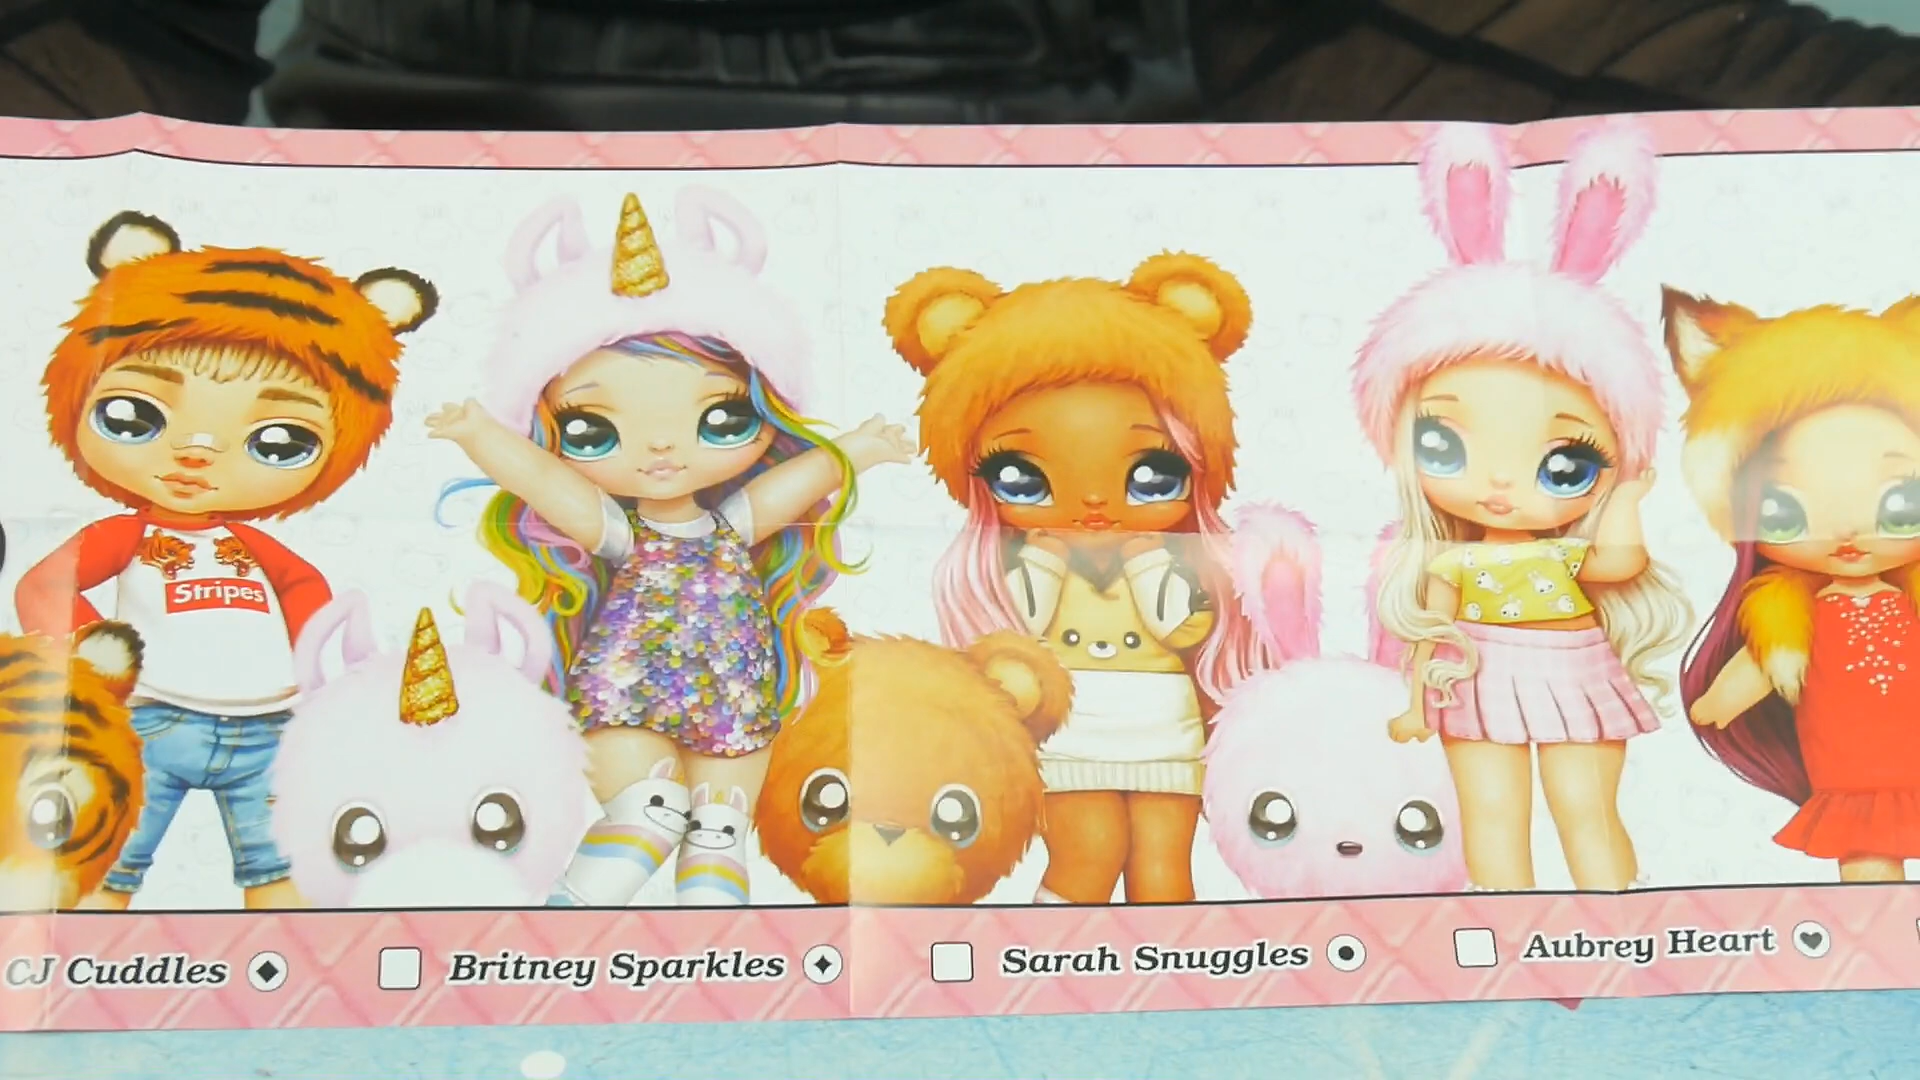 Stripes
CJ Cuddles
Britney Sparkles
Sarah Snuggles
Aubrey Heart